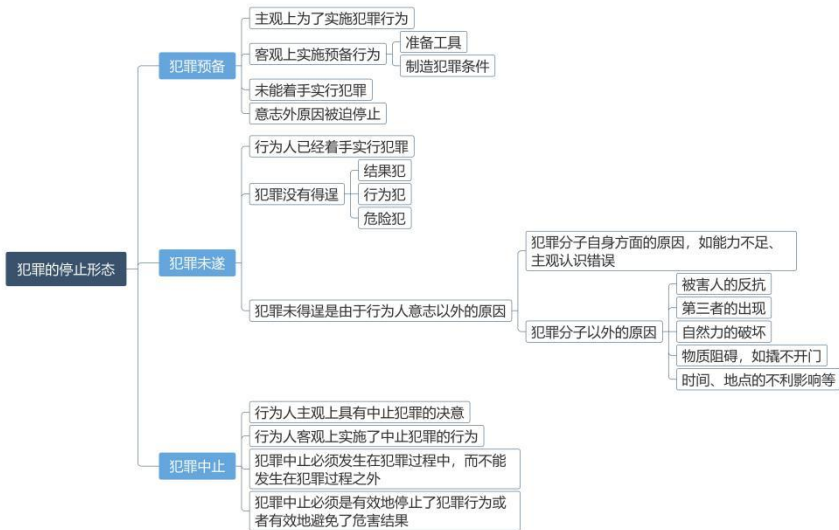 犯罪的停止形态
犯罪预备
主观上为了实施犯罪行为
客观上实施预备行为
准备工具
制造犯罪条件
未能着手实行犯罪
意志外原因被迫停止
犯罪未遂
行为人已经着手实行犯罪
犯罪没有得逞
结果犯
行为犯
危险犯
犯罪未得逞是由于行为人意志以外的原因
犯罪分子自身方面的原因，如能力不足、
主观认识错误
犯罪分子以外的原因
被害人的反抗
第三者的出现
自然力的破坏
物质阻碍，如撬不开门
时间、地点的不利影响等
犯罪中止
行为人主观上具有中止犯罪的决意
行为人客观上实施了中止犯罪的行为
犯罪中止必须发生在犯罪过程中，而不能
发生在犯罪过程之外
犯罪中止必须是有效地停止了犯罪行为或
者有效地避免了危害结果